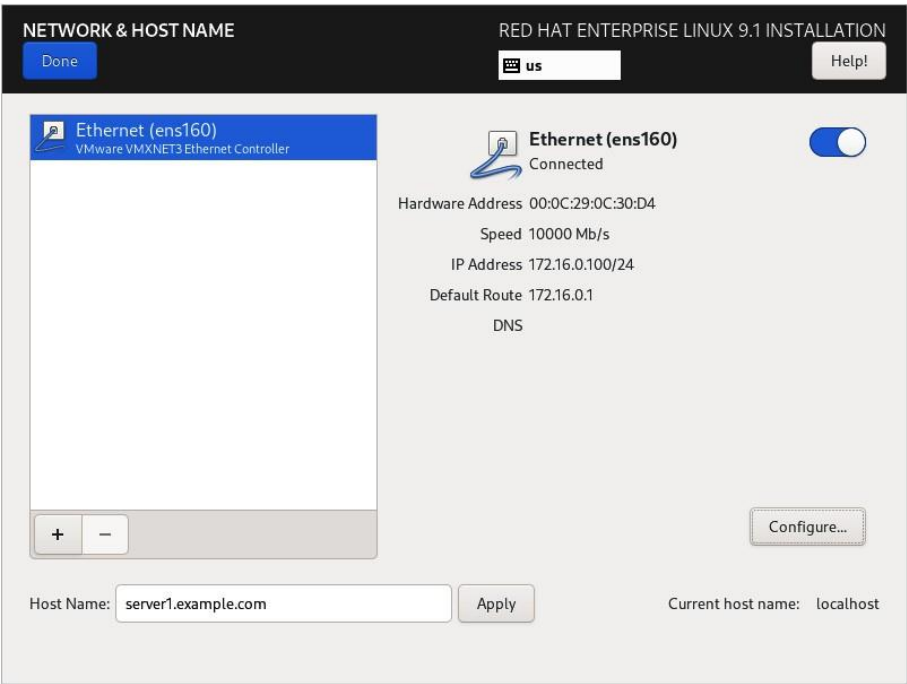 NETWORK & HOST NAME
RED HAT ENTERPRISE LINUX 9.1 INSTALLATION
Done
us
Help!
Ethernet (ens160)
VMware VMXNET3 Ethernet Controller
Ethernet (ens160)
Connected
Hardware Address 00:0C:29:0C:30:D4
Speed 10000 Mb/s
IP Address 172.16.0.100/24
Default Route 172.16.0.1
DNS
+ −
Configure...
Host Name: server1.example.com Apply Current host name: localhost